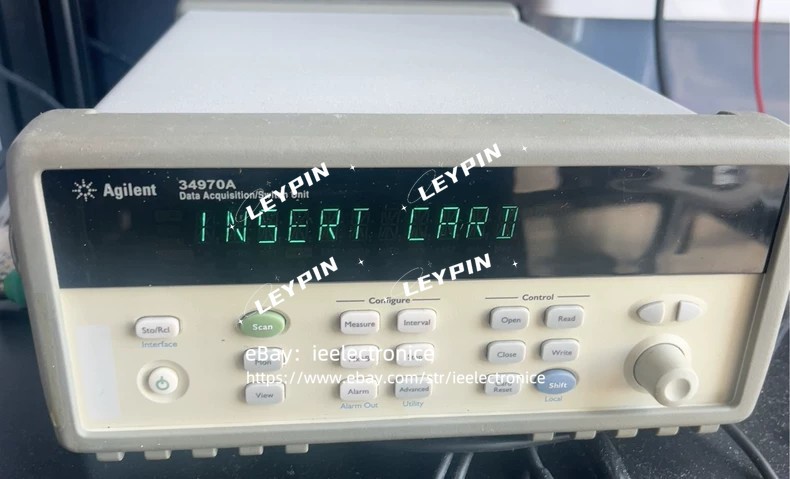 Agilent
34970A
Data Acquisition/Switch Unit
LEYPIN
LEYPIN
INSERT CARD
LEYPIN
LEYPIN
Configure
Control
Sto/Rcl
Interface
Scan
Measure
Interval
Open
Read
eBay: ieelectronice
Close
Write
https://www.ebay.com/str/ieelectronice
View
Alarm
Alarm Out
Advanced
Utility
Reset
Shift
Local